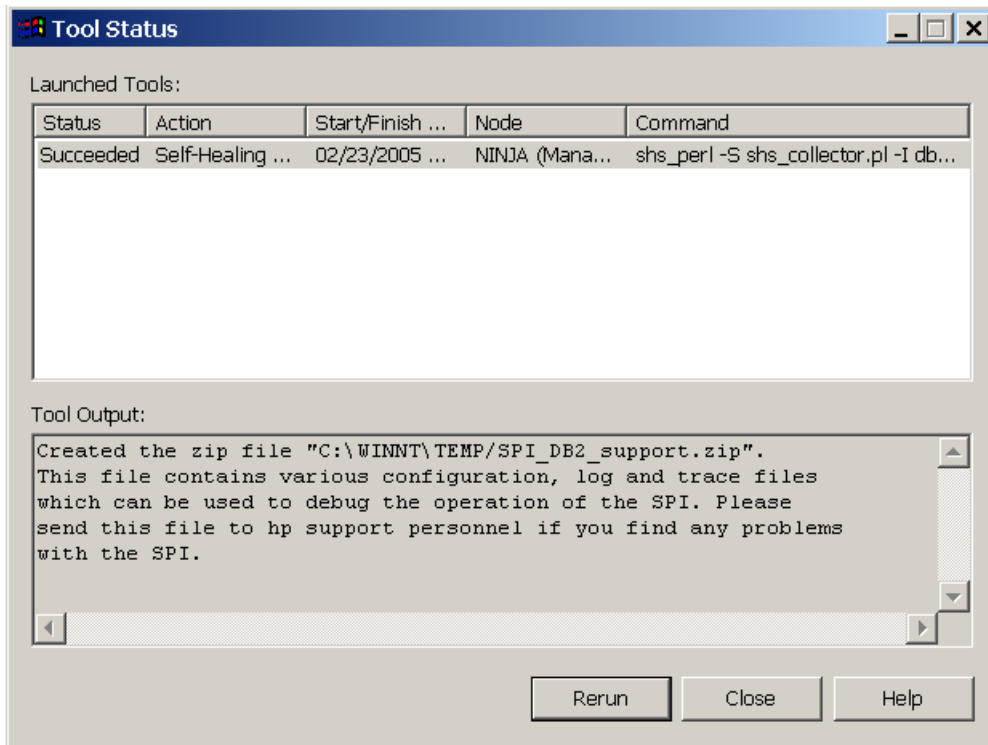 Tool Status
Launched Tools:
Status Action Start/Finish ... Node Command
Succeeded Self-Healing ... 02/23/2005 ... NINJA (Mana... shs_perl -S shs_collector.pl -I db...
Tool Output:
Created the zip file "C:\WINNT\TEMP/SPI_DB2_support.zip".
This file contains various configuration, log and trace files
which can be used to debug the operation of the SPI. Please
send this file to hp support personnel if you find any problems
with the SPI.
Rerun Close Help